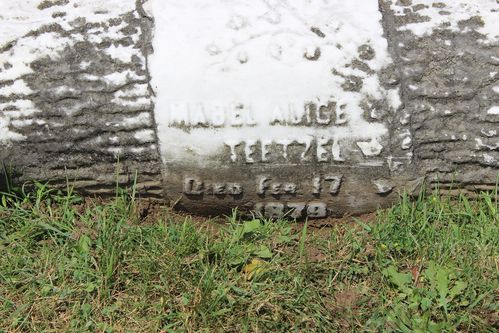 MABEL ALICE
TEETZEL
DIED FEB 17
1879